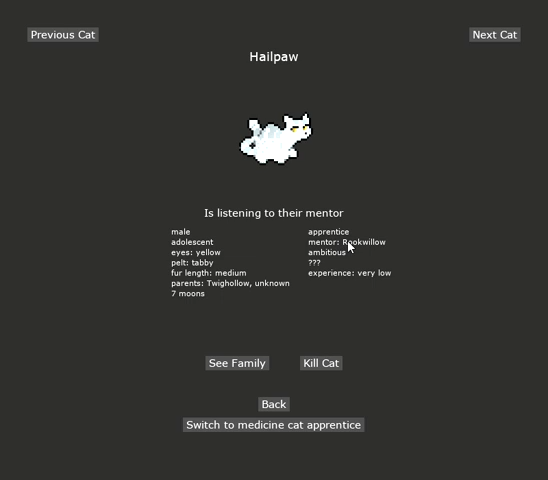 Previous Cat
Next Cat
Hailpaw
Is listening to their mentor
male
adolescent
eyes: yellow
pelt: tabby
fur length: medium
parents: Twighollow, unknown
7 moons
apprentice
mentor: Rookwillow
ambitious
???
experience: very low
See Family
Kill Cat
Back
Switch to medicine cat apprentice